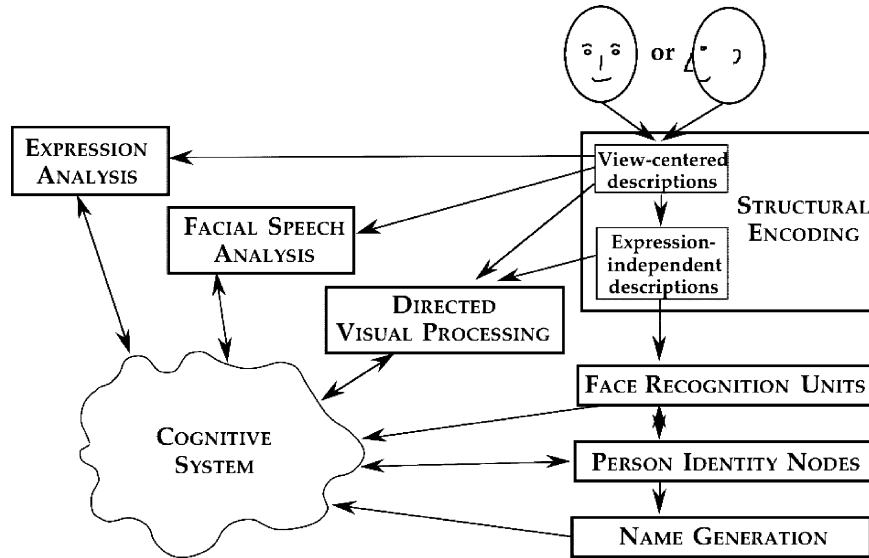 or
View-centered
descriptions
STRUCTURAL
ENCODING
Expression-
independent
descriptions
EXPRESSION
ANALYSIS
FACIAL SPEECH
ANALYSIS
DIRECTED
VISUAL PROCESSING
COGNITIVE
SYSTEM
FACE RECOGNITION UNITS
PERSON IDENTITY NODES
NAME GENERATION